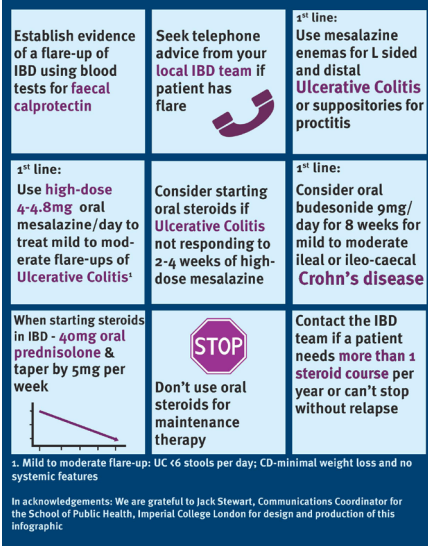 Establish evidence
of a flare-up of
IBD using blood
tests for faecal
calprotectin
Seek telephone
advice from your
local IBD team if
patient has
flare
1st line:
Use mesalazine
enemas for L sided
and distal
Ulcerative Colitis
or suppositories for
proctitis
1st line:
Use high-dose
4-4.8mg oral
mesalazine/day to
treat mild to mod-
erate flare-ups of
Ulcerative Colitis¹
Consider starting
oral steroids if
Ulcerative Colitis
not responding to
2-4 weeks of high-
dose mesalazine
1st line:
Consider oral
budesonide 9mg/
day for 8 weeks for
mild to moderate
ileal or ileo-caecal
Crohn's disease
When starting steroids
in IBD - 40mg oral
prednisolone &
taper by 5mg per
week
STOP
Don't use oral
steroids for
maintenance
therapy
Contact the IBD
team if a patient
needs more than 1
steroid course per
year or can't stop
without relapse
1. Mild to moderate flare-up: UC <6 stools per day; CD-minimal weight loss and no
systemic features
In acknowledgements: We are grateful to Jack Stewart, Communications Coordinator for
the School of Public Health, Imperial College London for design and production of this
infographic